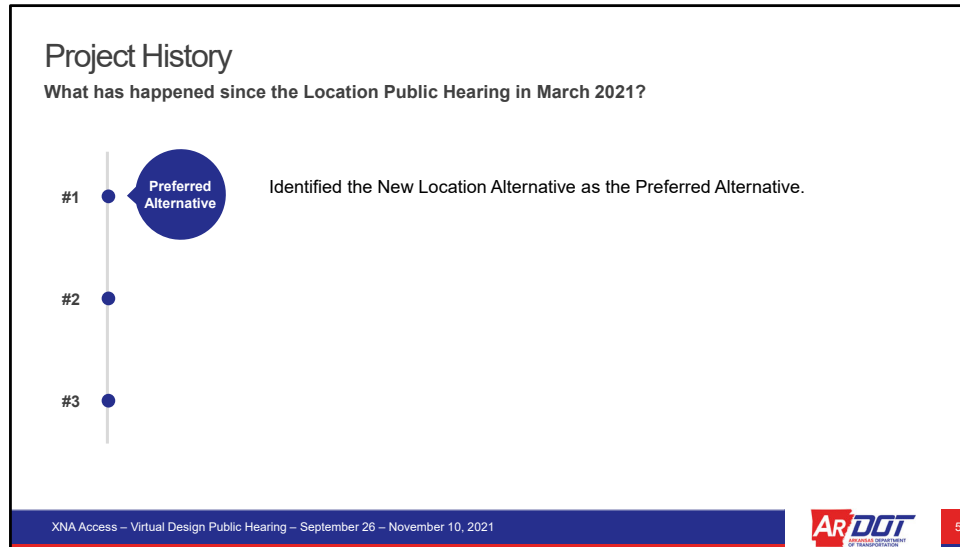 Project History
What has happened since the Location Public Hearing in March 2021?
#1
Preferred
Alternative
Identified the New Location Alternative as the Preferred Alternative.
#2
#3
XNA Access – Virtual Design Public Hearing – September 26 – November 10, 2021
ARDOT
ARKANSAS DEPARTMENT
OF TRANSPORTATION
5